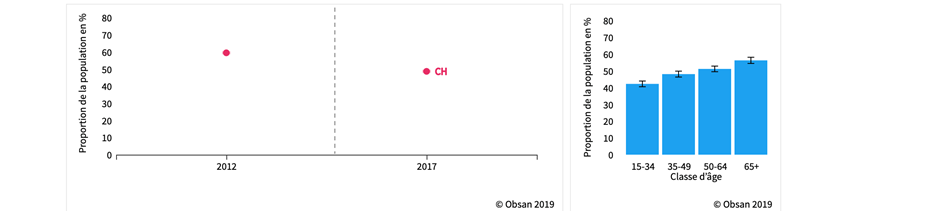 Proportion de la population en %
80
70
60
50
40
30
20
10
0
CH
2012
2017
© Obsan 2019
Proportion de la population en %
80
70
60
50
40
30
20
10
0
15-34 35-49 50-64 65+
Classe d'âge
© Obsan 2019